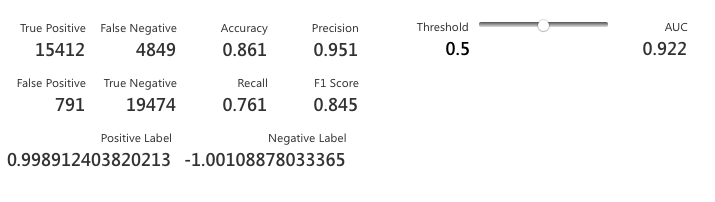 True Positive False Negative Accuracy Precision Threshold AUC
15412 4849 0.861 0.951 0.5 0.922
False Positive True Negative Recall F1 Score
791 19474 0.761 0.845
Positive Label Negative Label
0.998912403820213 -1.00108878033365